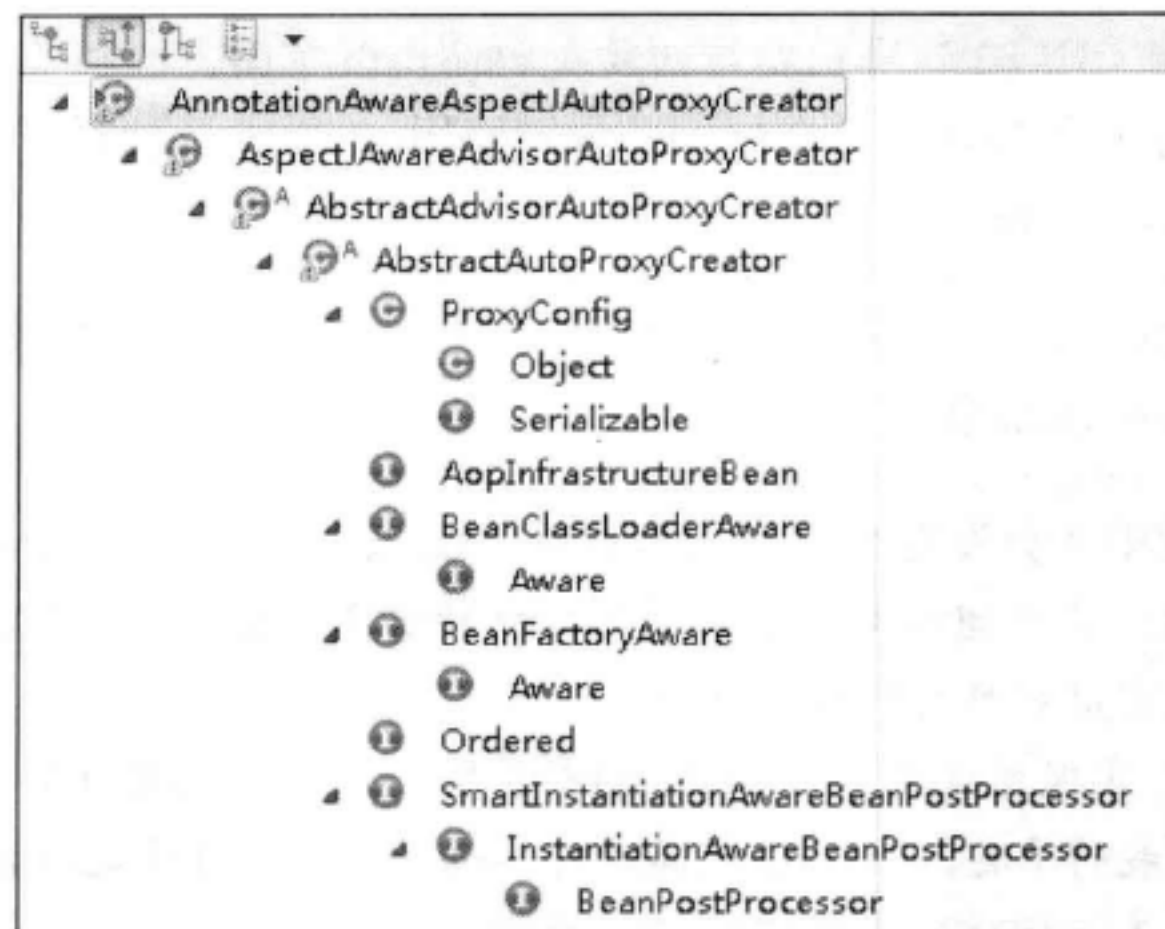 AnnotationAwareAspectJAutoProxyCreator
AspectJAwareAdvisorAutoProxyCreator
A AbstractAdvisorAutoProxyCreator
A AbstractAutoProxyCreator
ProxyConfig
Object
Serializable
AopInfrastructureBean
BeanClassLoaderAware
Aware
BeanFactoryAware
Aware
Ordered
SmartInstantiationAwareBeanPostProcessor
InstantiationAwareBeanPostProcessor
BeanPostProcessor